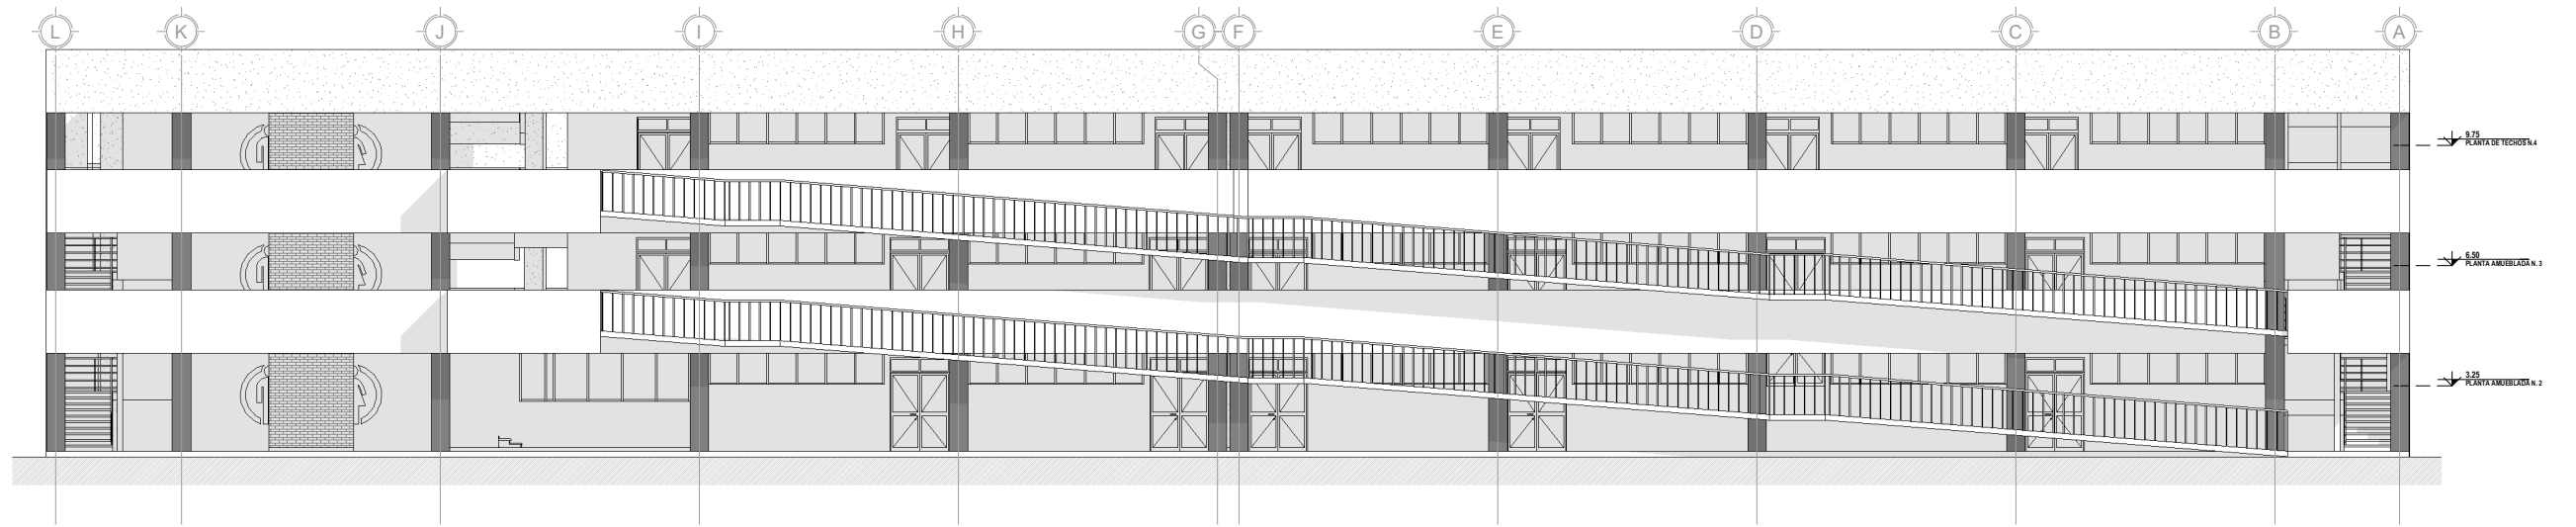 L K J I H G F E D C B A
9.75
PLANTA DE TECHOS N.4
6.50
PLANTA AMUEBLADA N. 3
3.25
PLANTA AMUEBLADA N. 2